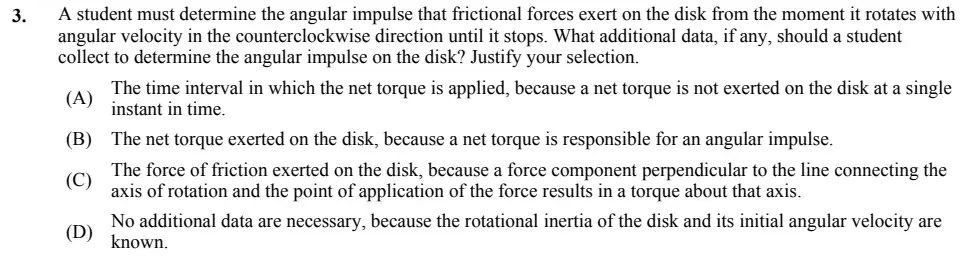 3. A student must determine the angular impulse that frictional forces exert on the disk from the moment it rotates with
angular velocity in the counterclockwise direction until it stops. What additional data, if any, should a student
collect to determine the angular impulse on the disk? Justify your selection.
(A) The time interval in which the net torque is applied, because a net torque is not exerted on the disk at a single
instant in time.
(B) The net torque exerted on the disk, because a net torque is responsible for an angular impulse.
(C) The force of friction exerted on the disk, because a force component perpendicular to the line connecting the
axis of rotation and the point of application of the force results in a torque about that axis.
(D) No additional data are necessary, because the rotational inertia of the disk and its initial angular velocity are
known.